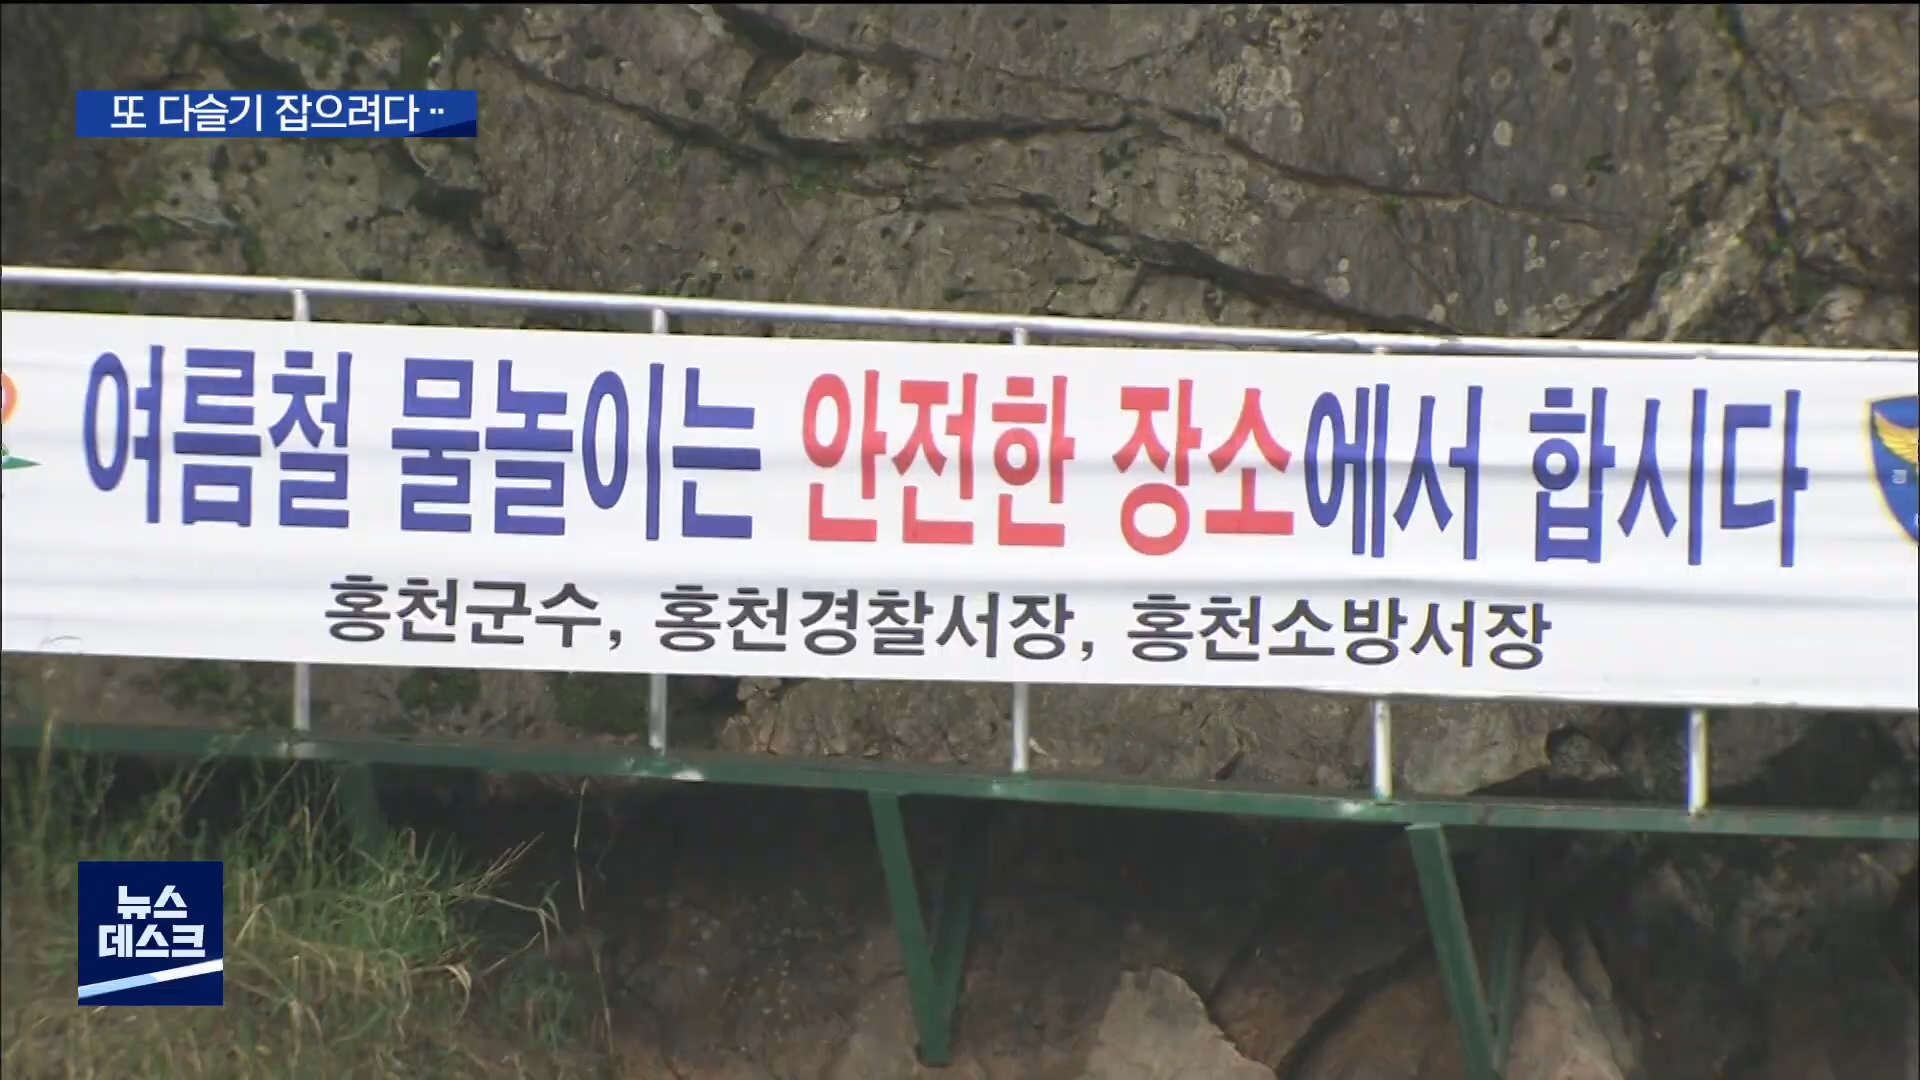 또 다슬기 잡으려다··
여름철 물놀이는 안전한 장소에서 합시다
홍천군수, 홍천경찰서장, 홍천소방서장
뉴스
데스크